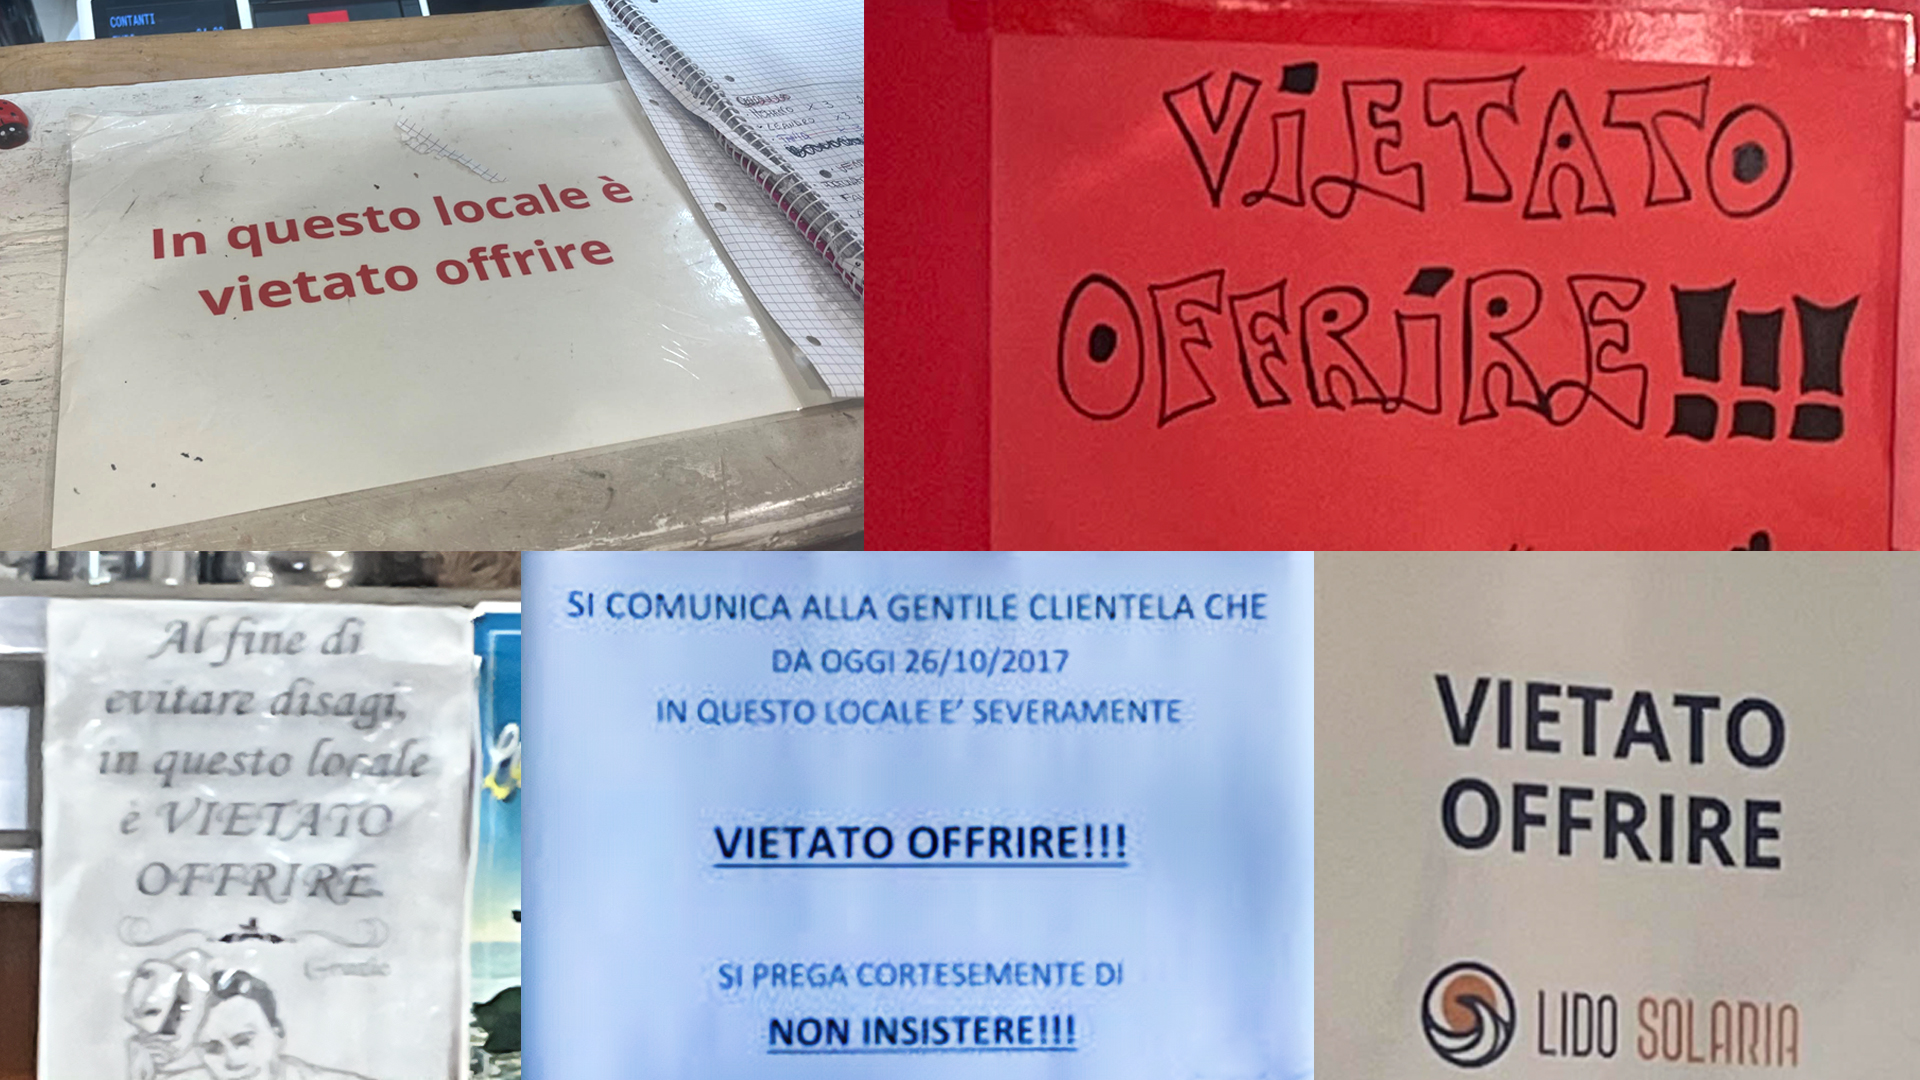 CONTANTI
In questo locale è
vietato offrire
VIETATO
OFFRIRE!!!
Al fine di
evitare disagi,
in questo locale
è VIETATO
OFFRIRE.
Grazie
SI COMUNICA ALLA GENTILE CLIENTELA CHE
DA OGGI 26/10/2017
IN QUESTO LOCALE E' SEVERAMENTE
VIETATO OFFRIRE!!!
SI PREGA CORTESEMENTE DI
NON INSISTERE!!!
VIETATO
OFFRIRE
LIDO SOLARIA